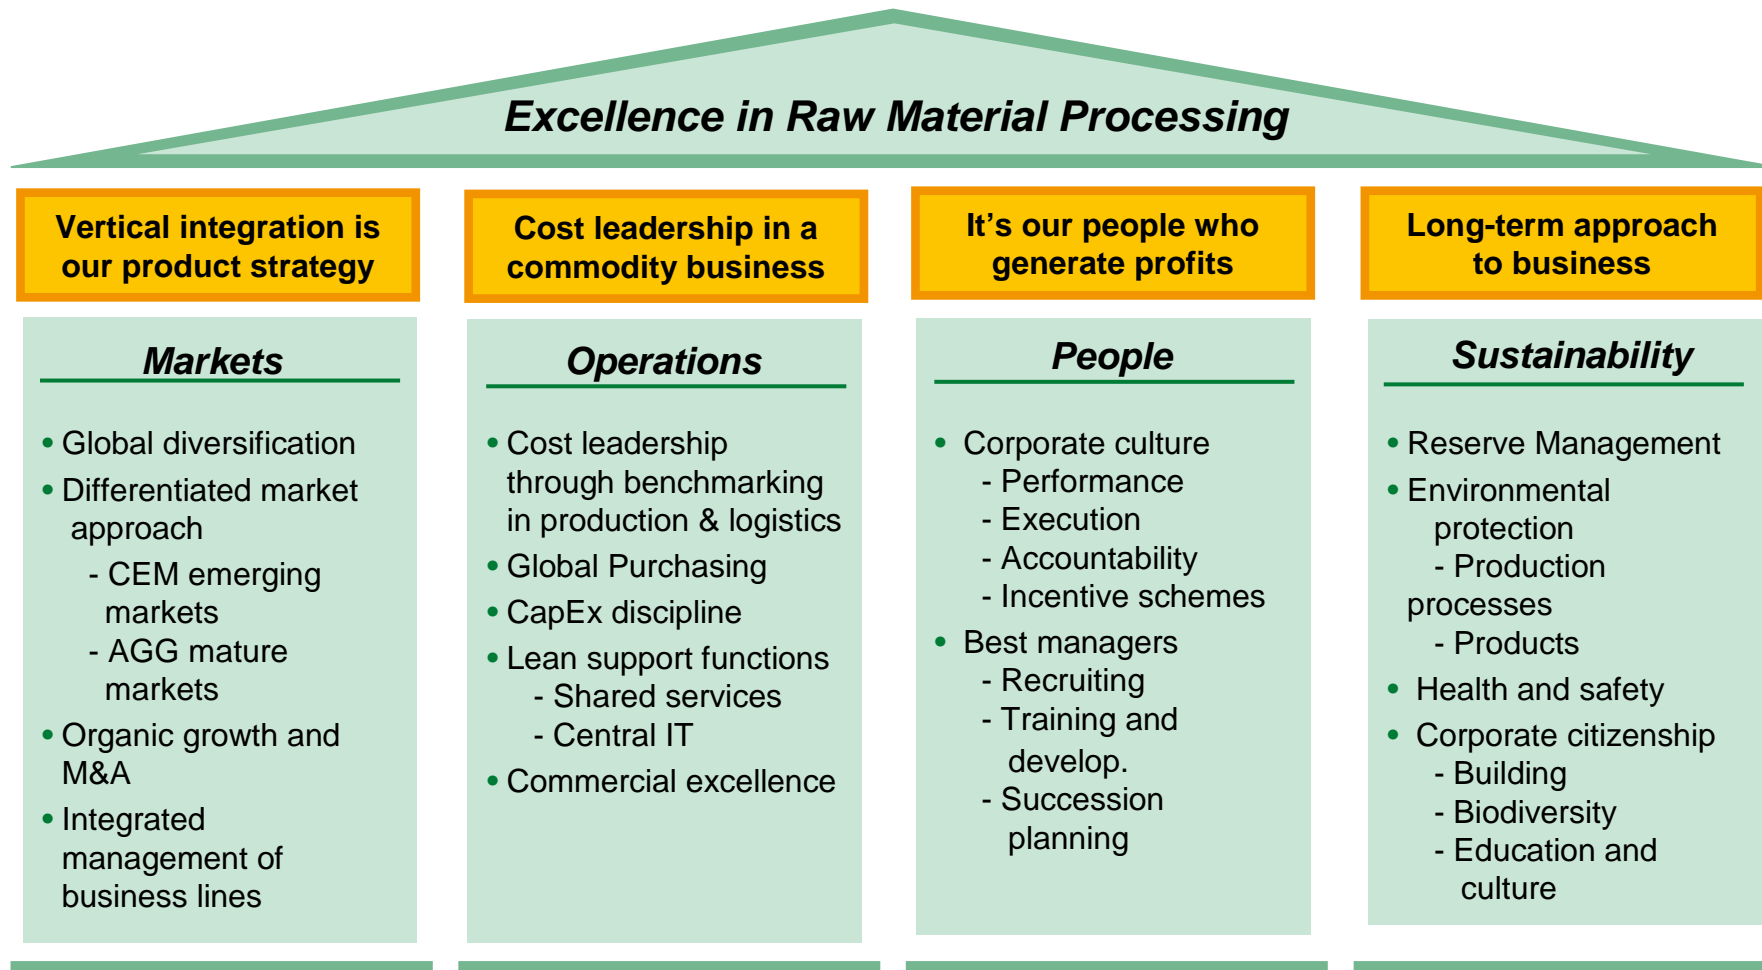 Excellence in Raw Material Processing
Vertical integration is
our product strategy
Markets
• Global diversification
• Differentiated market
approach
- CEM emerging
markets
- AGG mature
markets
• Organic growth and
M&A
• Integrated
management of
business lines
Cost leadership in a
commodity business
Operations
• Cost leadership
through benchmarking
in production & logistics
• Global Purchasing
• CapEx discipline
• Lean support functions
- Shared services
- Central IT
• Commercial excellence
It’s our people who
generate profits
People
• Corporate culture
- Performance
- Execution
- Accountability
- Incentive schemes
• Best managers
- Recruiting
- Training and
develop.
- Succession
planning
Long-term approach
to business
Sustainability
• Reserve Management
• Environmental
protection
- Production
processes
- Products
• Health and safety
• Corporate citizenship
- Building
- Biodiversity
- Education and
culture